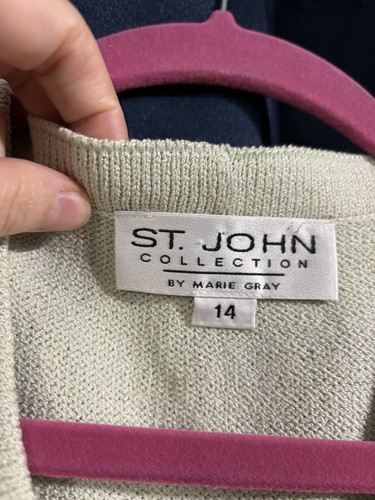 ST. JOHN
COLLECTION
BY MARIE GRAY
14